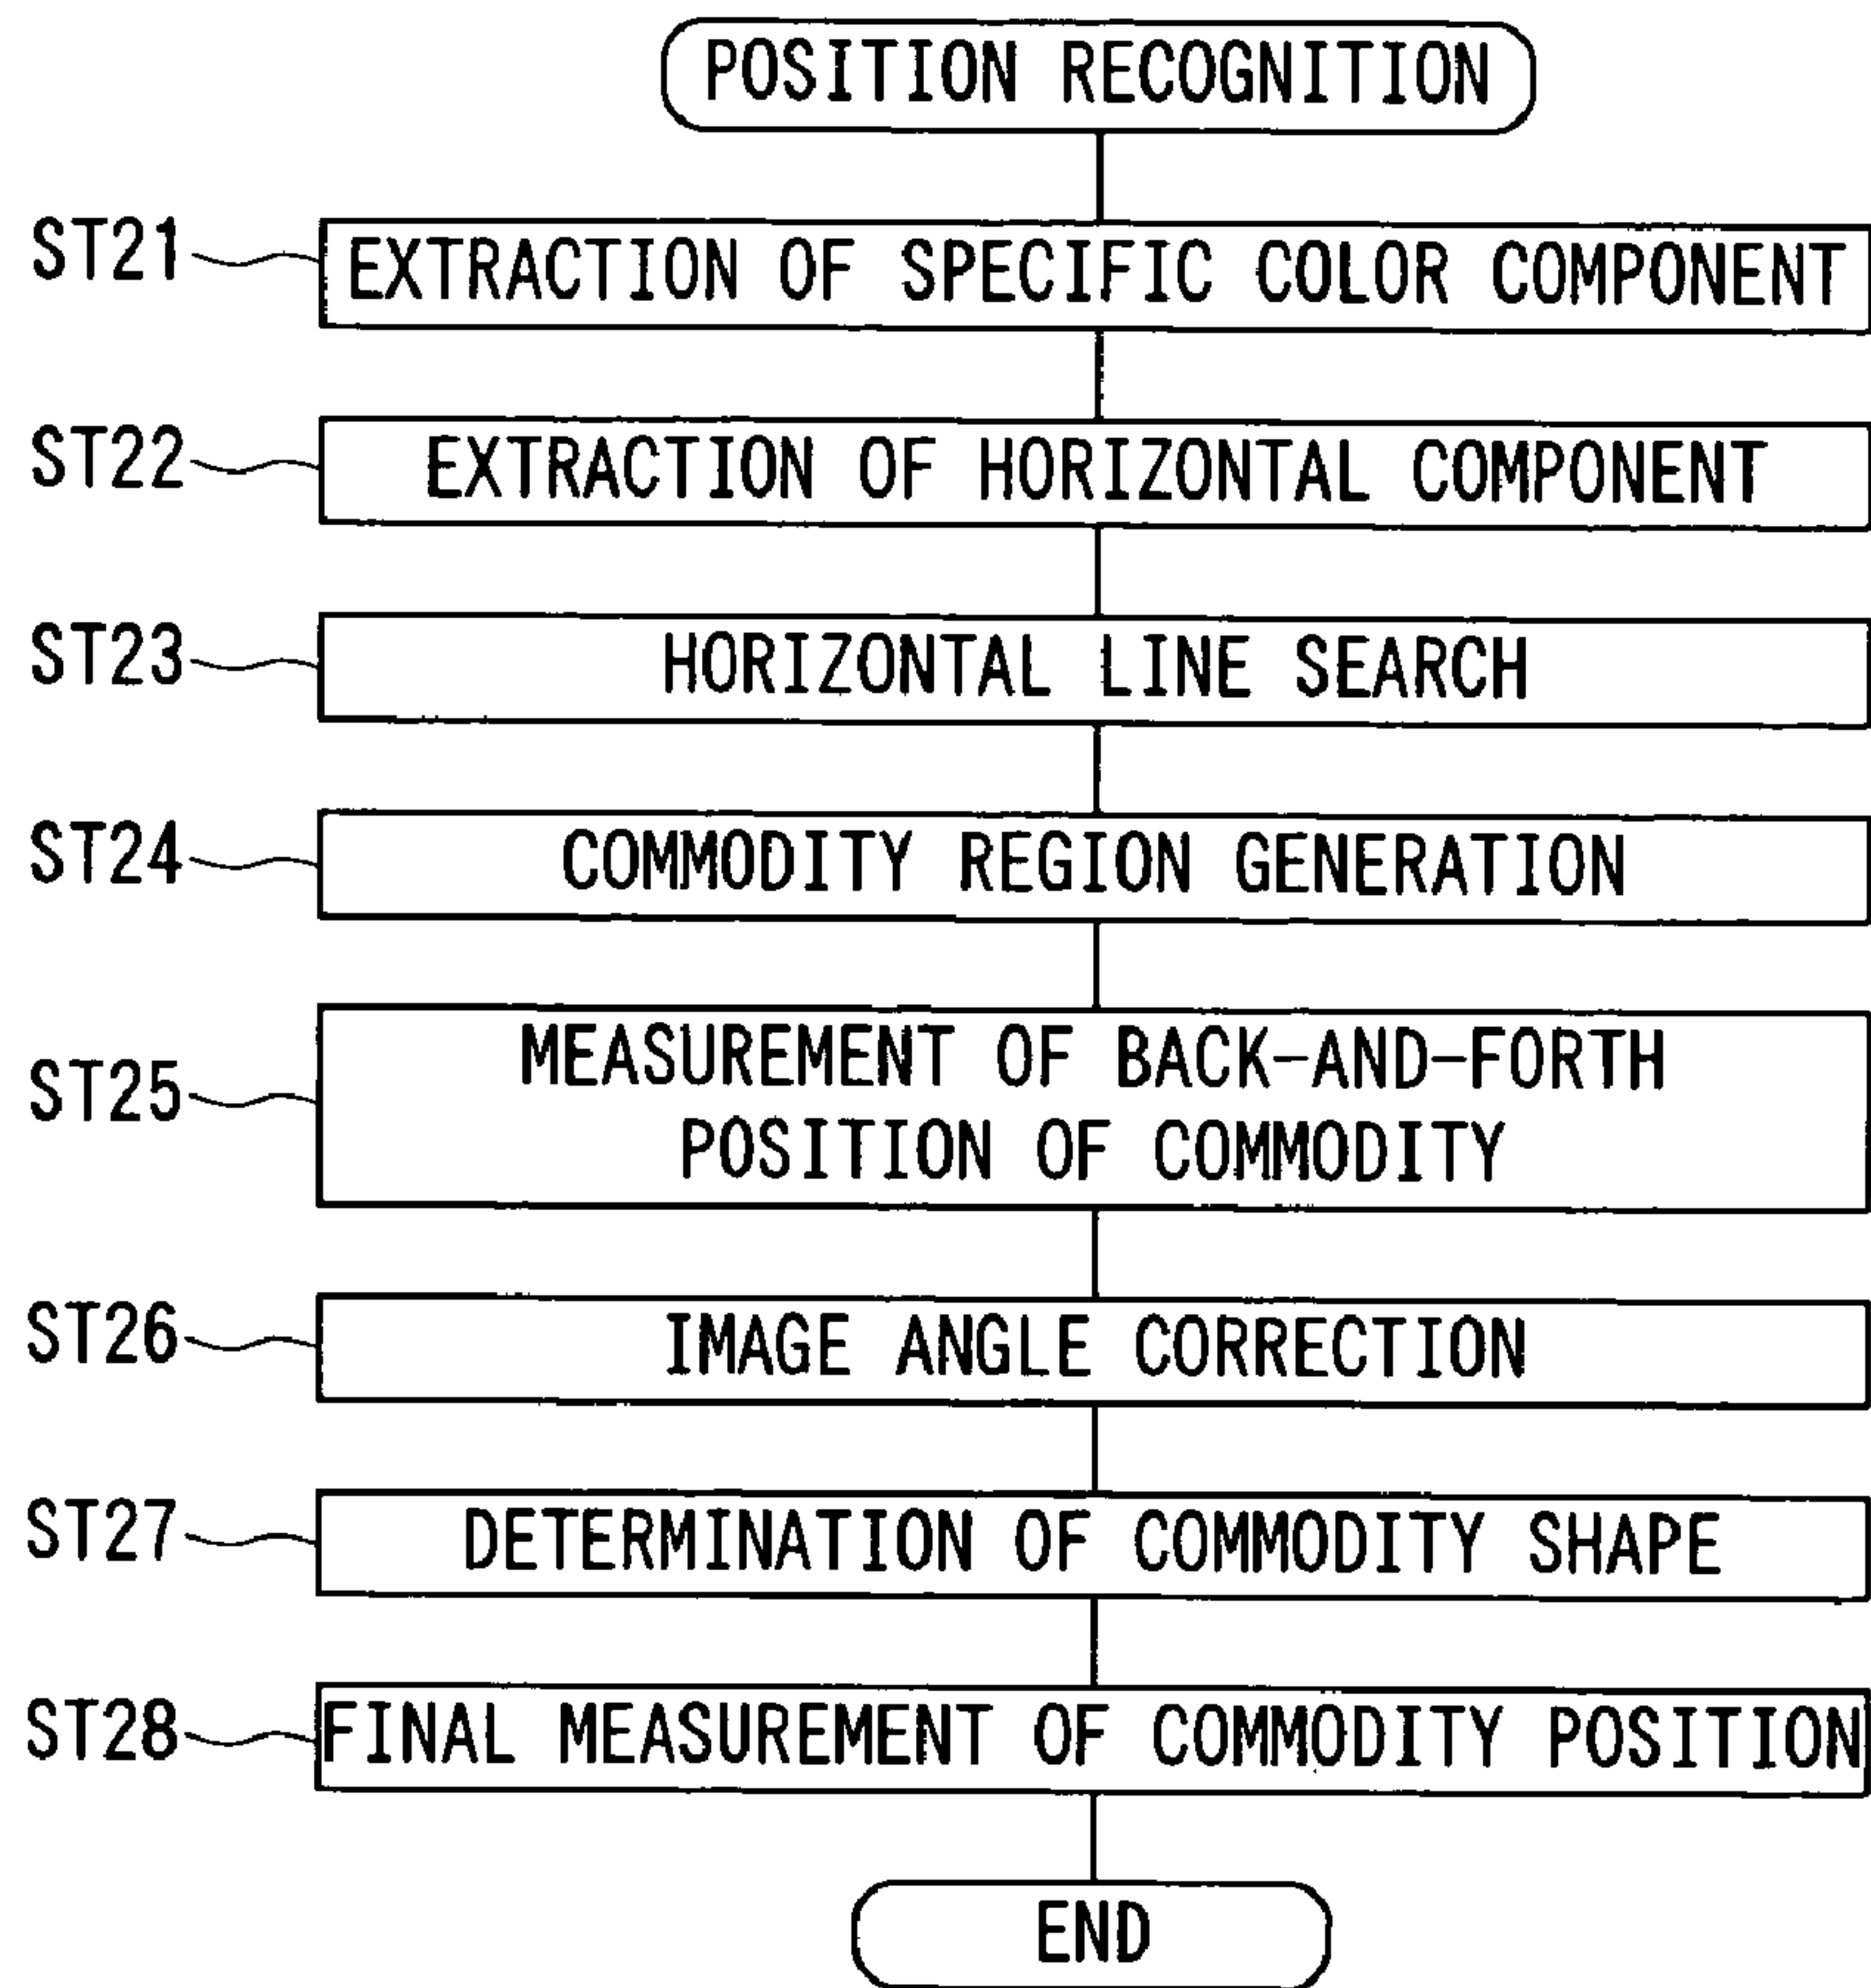 POSITION RECOGNITION
ST21 EXTRACTION OF SPECIFIC COLOR COMPONENT
ST22 EXTRACTION OF HORIZONTAL COMPONENT
ST23 HORIZONTAL LINE SEARCH
ST24 COMMODITY REGION GENERATION
ST25 MEASUREMENT OF BACK-AND-FORTH
POSITION OF COMMODITY
ST26 IMAGE ANGLE CORRECTION
ST27 DETERMINATION OF COMMODITY SHAPE
ST28 FINAL MEASUREMENT OF COMMODITY POSITION
END